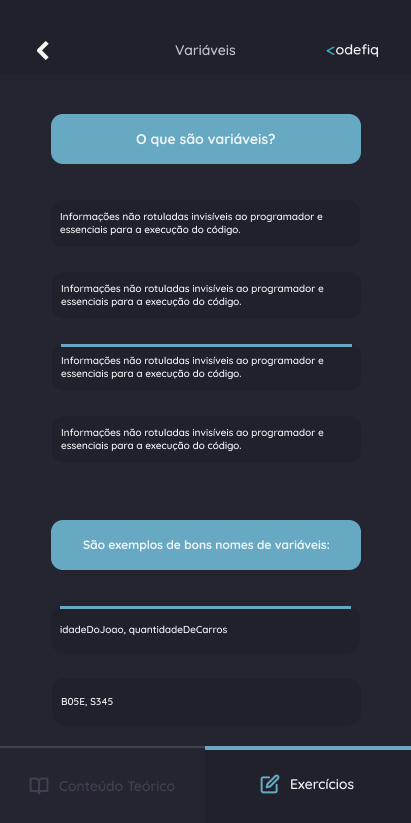 Variáveis
<odefiq
O que são variáveis?
Informações não rotuladas invisíveis ao programador e
essenciais para a execução do código.
Informações não rotuladas invisíveis ao programador e
essenciais para a execução do código.
Informações não rotuladas invisíveis ao programador e
essenciais para a execução do código.
Informações não rotuladas invisíveis ao programador e
essenciais para a execução do código.
São exemplos de bons nomes de variáveis:
idadeDoJoao, quantidadeDeCarros
B05E, S345
Conteúdo Teórico
Exercícios